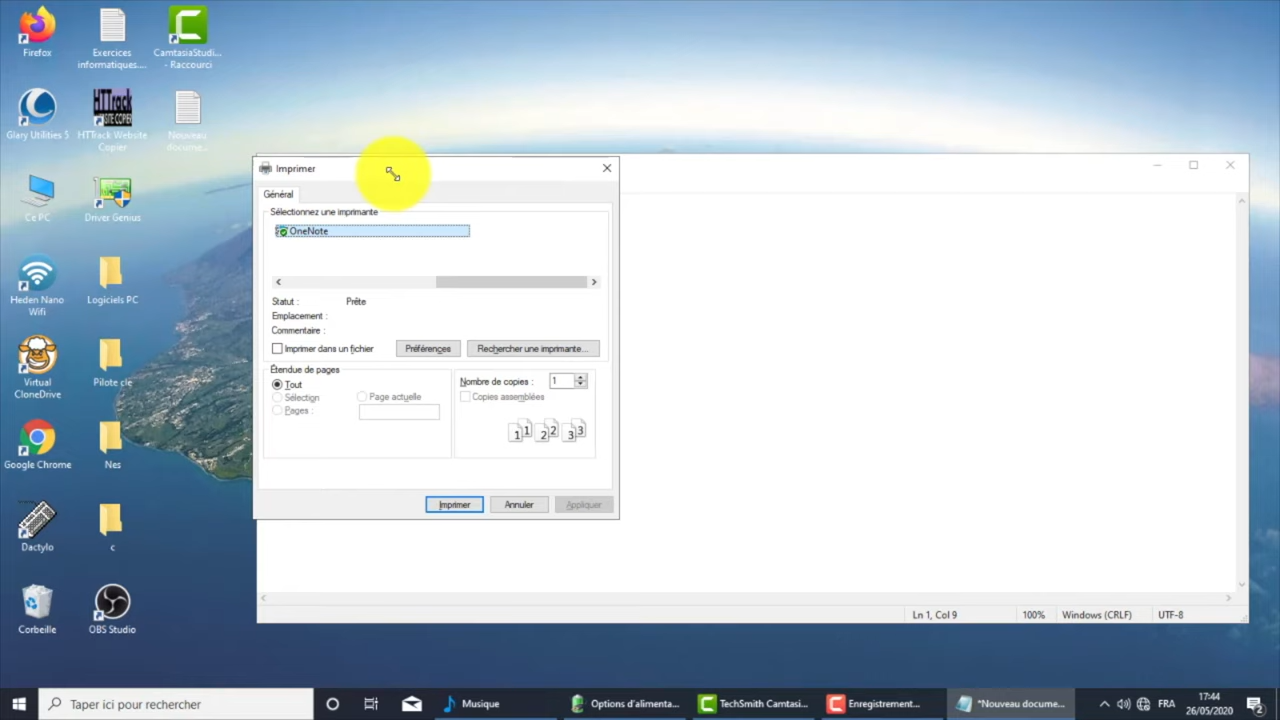 Firefox
Exercices
informatiques....
CamtasiaStudi...
- Raccourci
Glary Utilities 5
HTTrack
SITE COPIER
HTTrack Website
Copier
Nouveau
docume...
Ce PC
Driver Genius
Heden Nano
Wifi
Logiciels PC
Virtual
CloneDrive
Pilote cle
Google Chrome
Nes
Dactylo
c
Corbeille
OBS Studio
Imprimer
Général
Sélectionnez une imprimante
OneNote
Statut : Prête
Emplacement :
Commentaire :
Imprimer dans un fichier
Préférences
Rechercher une imprimante...
Étendue de pages
Tout
Sélection
Page actuelle
Pages :
Nombre de copies : 1
Copies assemblées
1 1 2 2 3 3
Imprimer
Annuler
Appliquer
Ln 1, Col 9
100%
Windows (CRLF)
UTF-8
Taper ici pour rechercher
Musique
Options d'alimenta...
TechSmith Camtasi...
Enregistrement...
*Nouveau docume...
FRA
17:44
26/05/2020
2